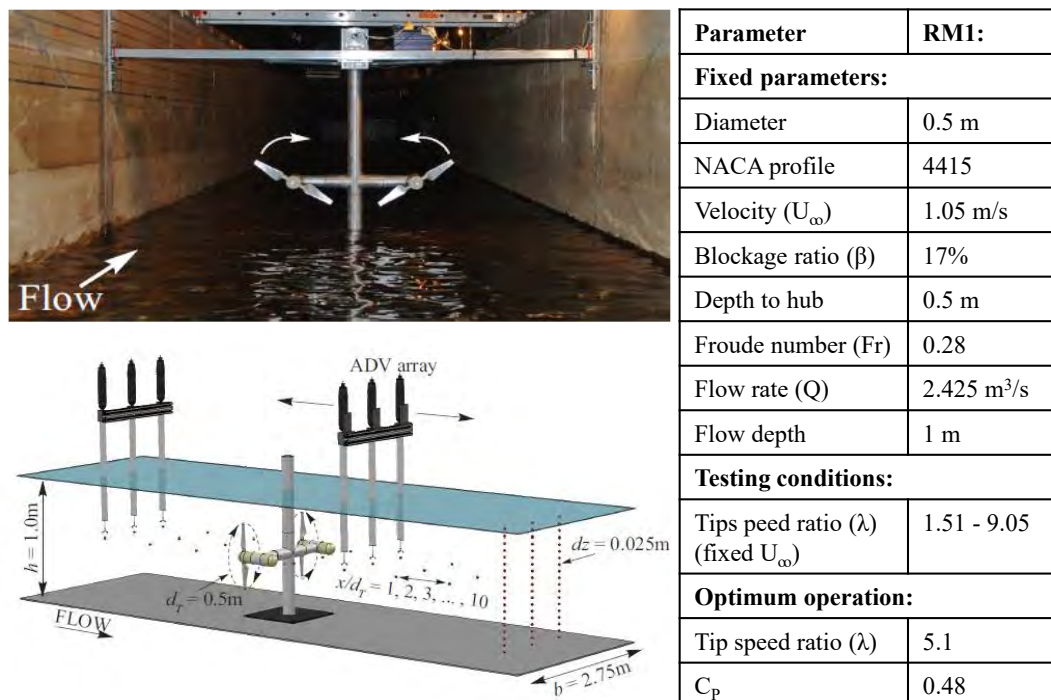 Flow
ADV array
h = 1.0m
dz = 0.025m
x/d_T = 1, 2, 3, ... , 10
d_T = 0.5m
FLOW
b = 2.75m
Parameter RM1:
Fixed parameters:
Diameter 0.5 m
NACA profile 4415
Velocity (U∞) 1.05 m/s
Blockage ratio (β) 17%
Depth to hub 0.5 m
Froude number (Fr) 0.28
Flow rate (Q) 2.425 m³/s
Flow depth 1 m
Testing conditions:
Tips peed ratio (λ) 1.51 - 9.05
(fixed U∞)
Optimum operation:
Tip speed ratio (λ) 5.1
C_P 0.48